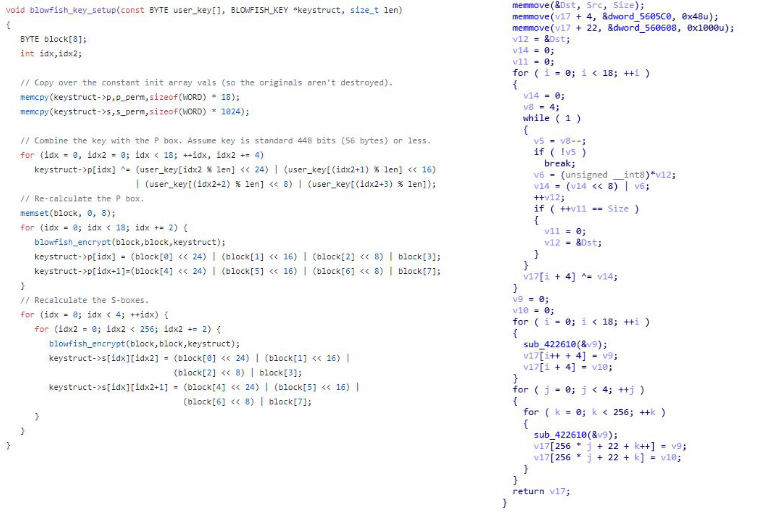 void blowfish_key_setup(const BYTE user_key[], BLOWFISH_KEY *keystruct, size_t len)
{
BYTE block[8];
int idx,idx2;
// Copy over the constant init array vals (so the originals aren't destroyed).
memcpy(keystruct->p,p_perm,sizeof(WORD) * 18);
memcpy(keystruct->s,s_perm,sizeof(WORD) * 1024);
// Combine the key with the P box. Assume key is standard 448 bits (56 bytes) or less.
for (idx = 0, idx2 = 0; idx < 18; ++idx, idx2 += 4)
keystruct->p[idx] ^= (user_key[idx2 % len] << 24) | (user_key[(idx2+1) % len] << 16)
| (user_key[(idx2+2) % len] << 8) | (user_key[(idx2+3) % len]);
// Re-calculate the P box.
memset(block, 0, 8);
for (idx = 0; idx < 18; idx += 2) {
blowfish_encrypt(block,block,keystruct);
keystruct->p[idx] = (block[0] << 24) | (block[1] << 16) | (block[2] << 8) | block[3];
keystruct->p[idx+1]=(block[4] << 24) | (block[5] << 16) | (block[6] << 8) | block[7];
}
// Recalculate the S-boxes.
for (idx = 0; idx < 4; ++idx) {
for (idx2 = 0; idx2 < 256; idx2 += 2) {
blowfish_encrypt(block,block,keystruct);
keystruct->s[idx][idx2] = (block[0] << 24) | (block[1] << 16) |
(block[2] << 8) | block[3];
keystruct->s[idx][idx2+1] = (block[4] << 24) | (block[5] << 16) |
(block[6] << 8) | block[7];
}
}
}
memmove(&Dst, Src, Size);
memmove(v17 + 4, &dword_5605C0, 0x48u);
memmove(v17 + 22, &dword_560608, 0x1000u);
v12 = &Dst;
v14 = 0;
v11 = 0;
for ( i = 0; i < 18; ++i )
{
v14 = 0;
v8 = 4;
while ( 1 )
{
v5 = v8--;
if ( !v5 )
break;
v6 = (unsigned __int8)*v12;
v14 = (v14 << 8) | v6;
++v12;
if ( ++v11 == Size )
{
v11 = 0;
v12 = &Dst;
}
}
v17[i + 4] ^= v14;
}
v9 = 0;
v10 = 0;
for ( i = 0; i < 18; ++i )
{
sub_422610(&v9);
v17[i++ + 4] = v9;
v17[i + 4] = v10;
}
for ( j = 0; j < 4; ++j )
{
for ( k = 0; k < 256; ++k )
{
sub_422610(&v9);
v17[256 * j + 22 + k++] = v9;
v17[256 * j + 22 + k] = v10;
}
}
return v17;
}